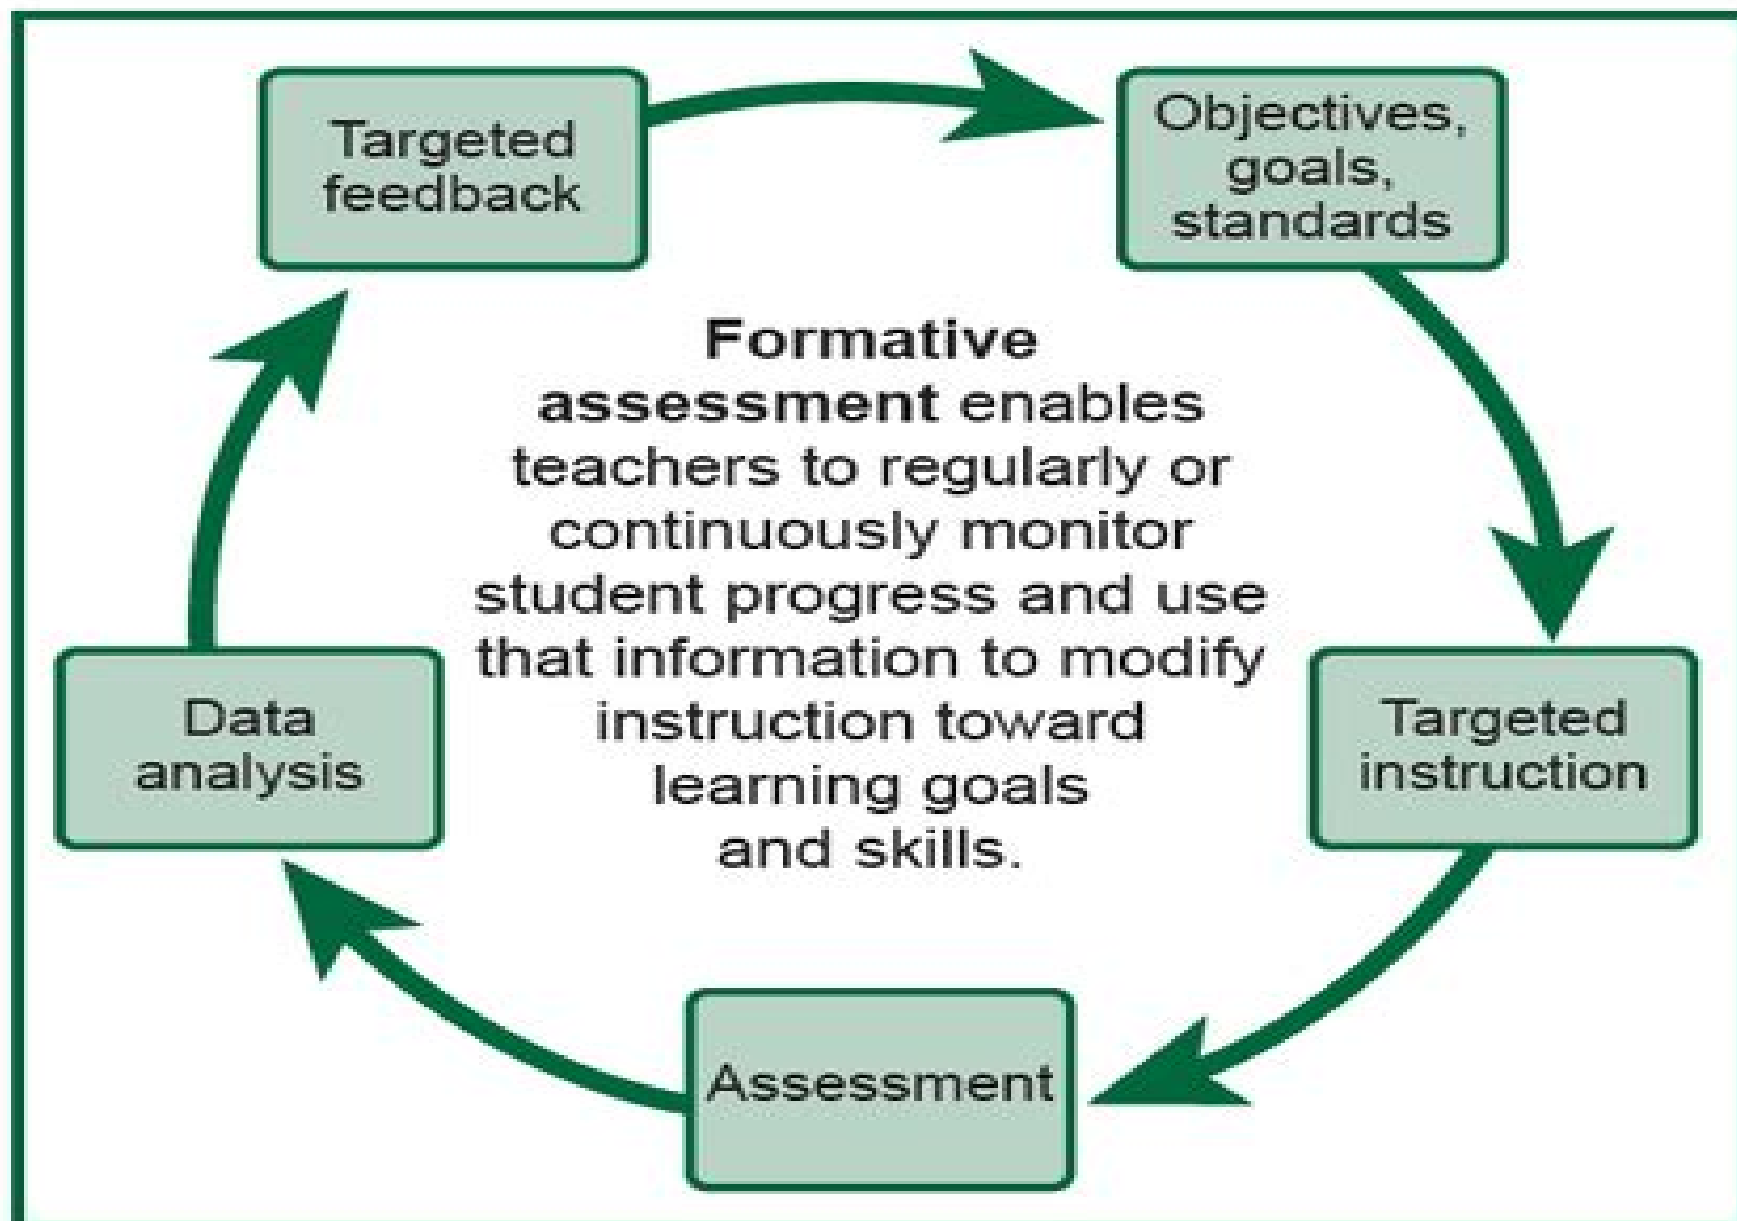 Targeted
feedback
Objectives,
goals,
standards
Formative
assessment enables
teachers to regularly or
continuously monitor
student progress and use
that information to modify
instruction toward
learning goals
and skills.
Data
analysis
Targeted
instruction
Assessment